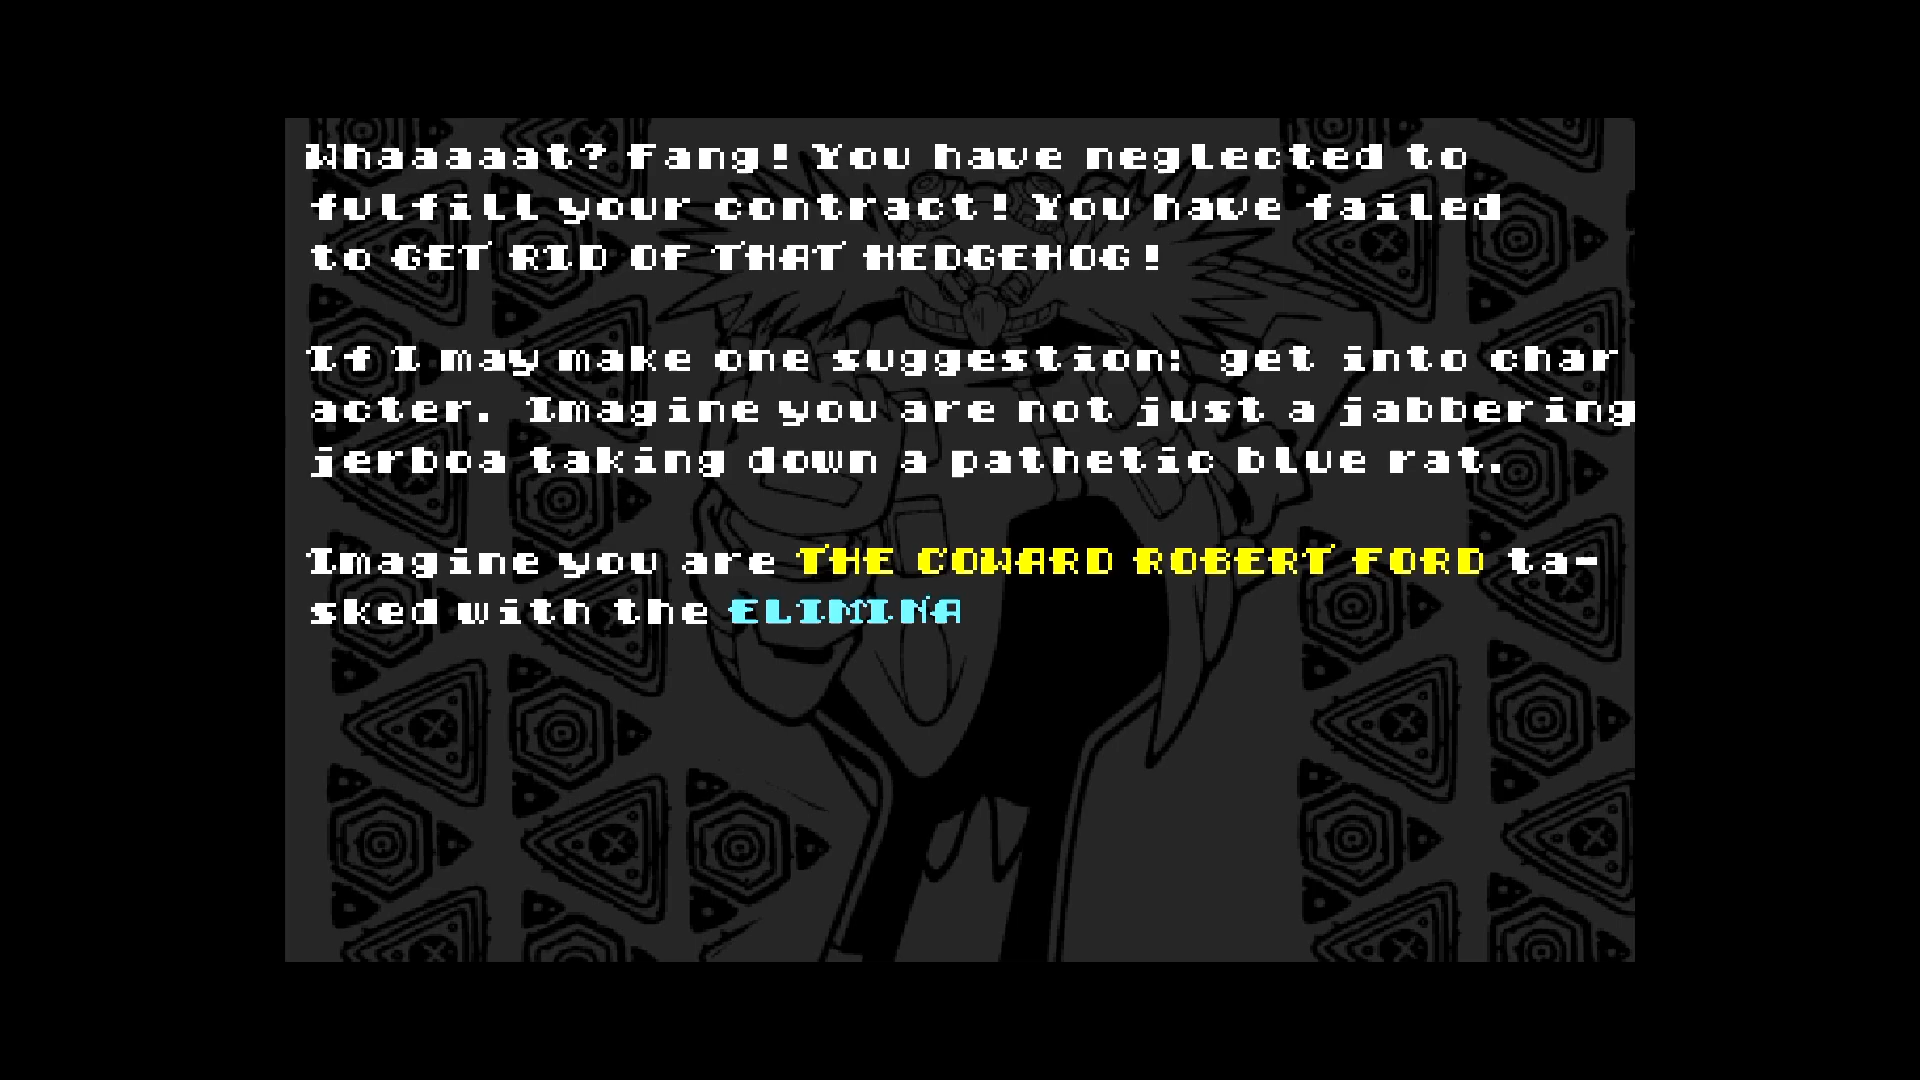 Whaaaaat? Fang! You have neglected to
fulfill your contract! You have failed
to GET RID OF THAT HEDGEHOG!
If I may make one suggestion: get into char
acter. Imagine you are not just a jabbering
jerboa taking down a pathetic blue rat.
Imagine you are THE COWARD ROBERT FORD ta-
sked with the ELIMINA